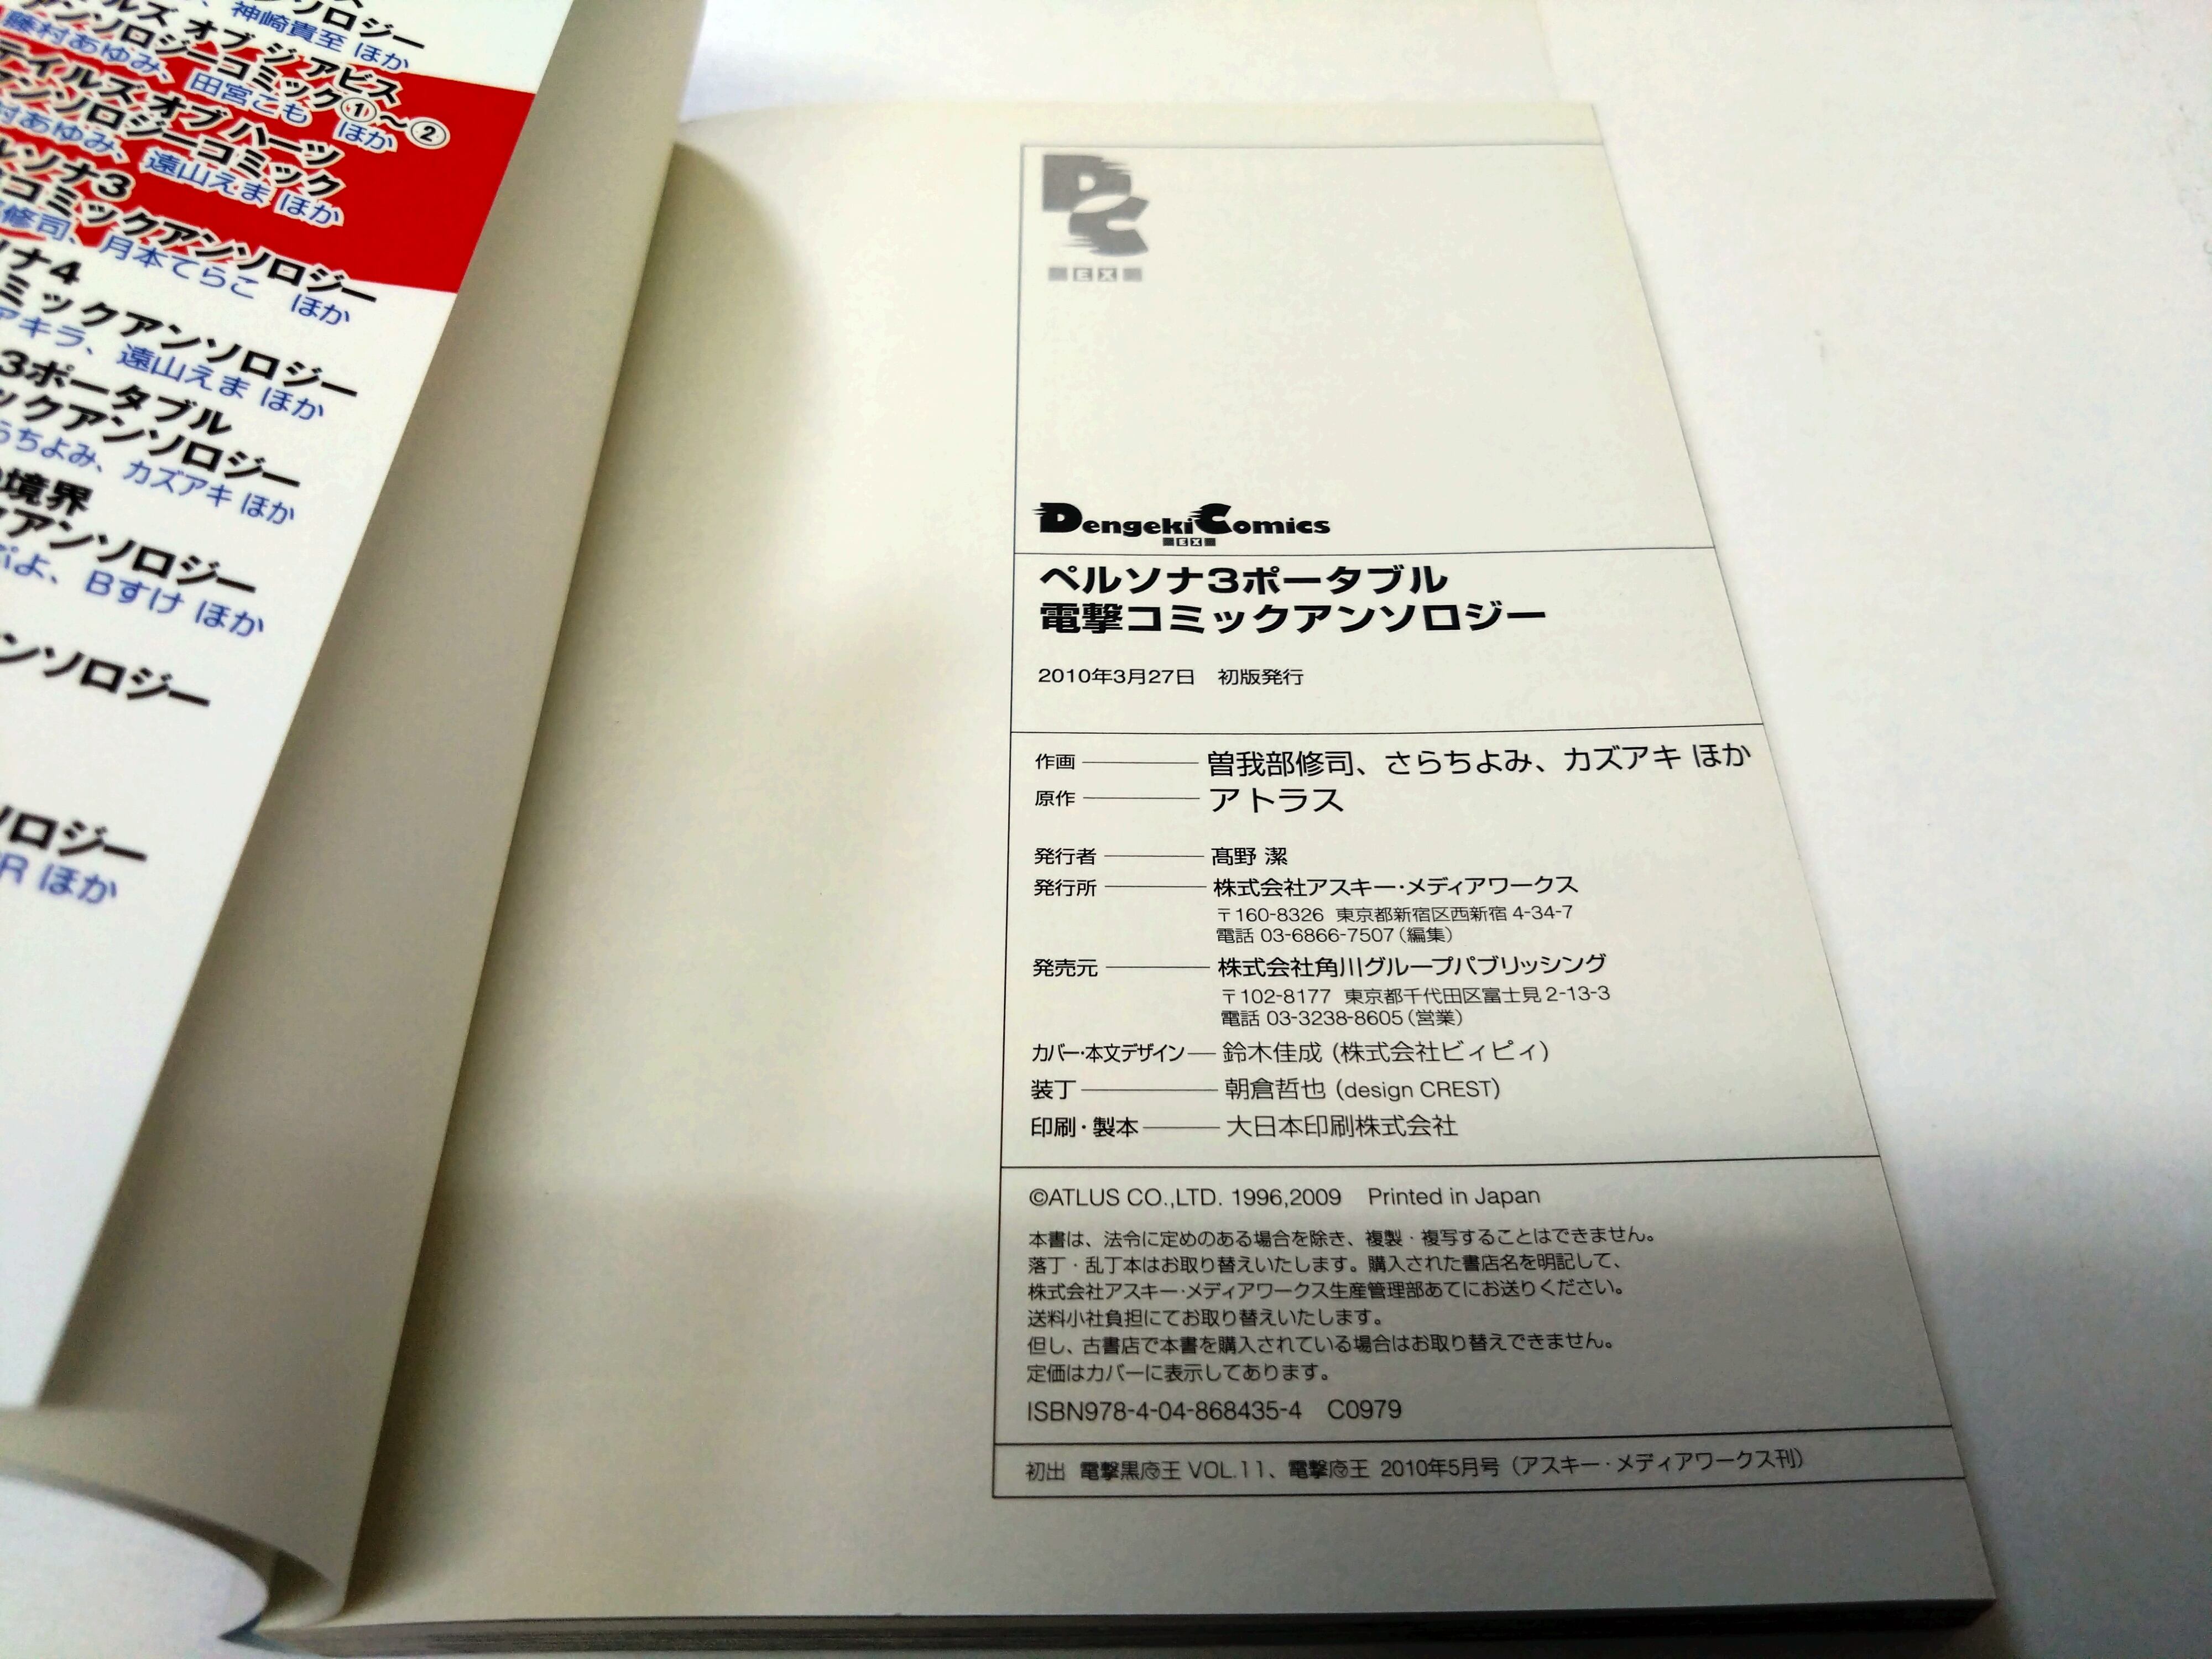 ンソロジー
神崎貴至 ほか
ルズ オブ ジ アビス
アンソロジーコミック①～②
藤村あゆみ、田宮こも ほか
テイルズ オブ ハーツ
アンソロジーコミック
村あゆみ、遠山えま ほか
ルソナ3
コミックアンソロジー
修司、月本てらこ ほか
ソナ4
ミックアンソロジー
アキラ、遠山えま ほか
3ポータブル
ックアンソロジー
らちよみ、カズアキ ほか
境界
クアンソロジー
ぴよ、Bすけ ほか
ンソロジー
ソロジー
R ほか
DC
EX
Dengeki Comics
EX
ペルソナ3ポータブル
電撃コミックアンソロジー
2010年3月27日 初版発行
作画 曽我部修司、さらちよみ、カズアキ ほか
原作 アトラス
発行者 髙野 潔
発行所 株式会社アスキー・メディアワークス
〒160-8326 東京都新宿区西新宿4-34-7
電話 03-6866-7507（編集）
発売元 株式会社角川グループパブリッシング
〒102-8177 東京都千代田区富士見2-13-3
電話 03-3238-8605（営業）
カバー・本文デザイン 鈴木佳成（株式会社ビィピィ）
装丁 朝倉哲也（design CREST）
印刷・製本 大日本印刷株式会社
©ATLUS CO.,LTD. 1996,2009 Printed in Japan
本書は、法令に定めのある場合を除き、複製・複写することはできません。
落丁・乱丁本はお取り替えいたします。購入された書店名を明記して、
株式会社アスキー・メディアワークス生産管理部あてにお送りください。
送料小社負担にてお取り替えいたします。
但し、古書店で本書を購入されている場合はお取り替えできません。
定価はカバーに表示してあります。
ISBN978-4-04-868435-4 C0979
初出 電撃黒マ王 VOL.11、電撃マ王 2010年5月号（アスキー・メディアワークス刊）